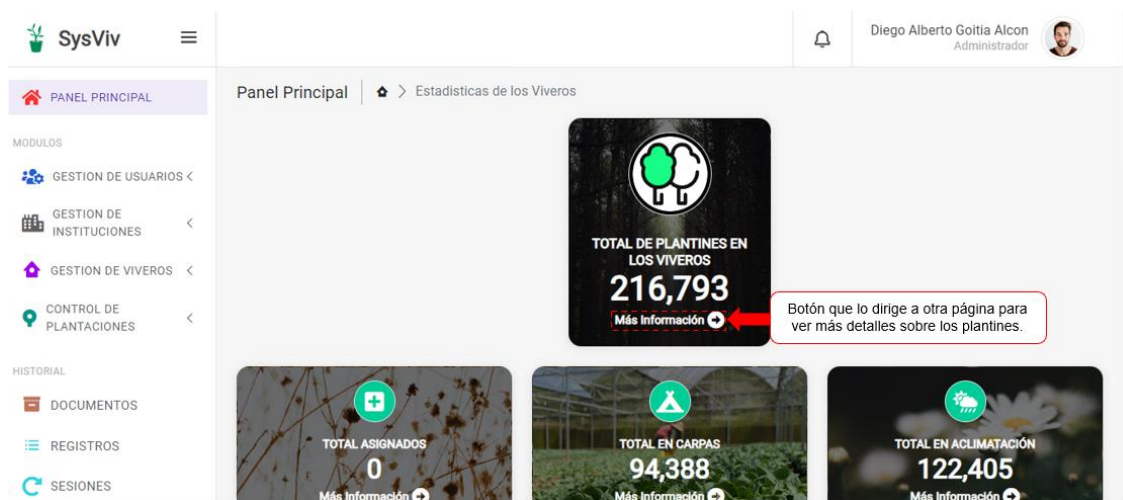 SysViv
Diego Alberto Goitia Alcon
Administrador
PANEL PRINCIPAL
Panel Principal
> Estadisticas de los Viveros
MODULOS
GESTION DE USUARIOS <
GESTION DE
INSTITUCIONES <
GESTION DE VIVEROS <
CONTROL DE
PLANTACIONES <
TOTAL DE PLANTINES EN
LOS VIVEROS
216,793
Más Información
Botón que lo dirige a otra página para
ver más detalles sobre los plantines.
HISTORIAL
DOCUMENTOS
REGISTROS
SESIONES
TOTAL ASIGNADOS
0
Más Información
TOTAL EN CARPAS
94,388
Más Información
TOTAL EN ACLIMATACIÓN
122,405
Más Información